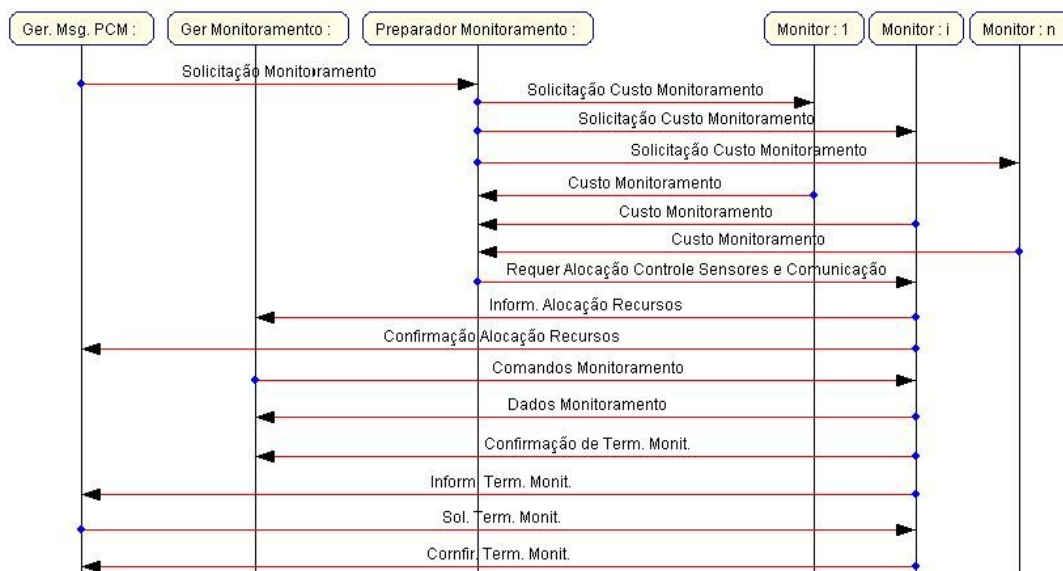 Ger. Msg. PCM :
Ger Monitoramentro :
Preparador Monitoramento :
Monitor : 1
Monitor : i
Monitor : n
Solicitação Monitoramento
Solicitação Custo Monitoramento
Solicitação Custo Monitoramento
Solicitação Custo Monitoramento
Custo Monitoramento
Custo Monitoramento
Custo Monitoramento
Requer Alocação Controle Sensores e Comunicação
Inform. Alocação Recursos
Confirmação Alocação Recursos
Comandos Monitoramento
Dados Monitoramento
Confirmação de Term. Monit.
Inform. Term. Monit.
Sol. Term. Monit.
Cornfir. Term. Monit.